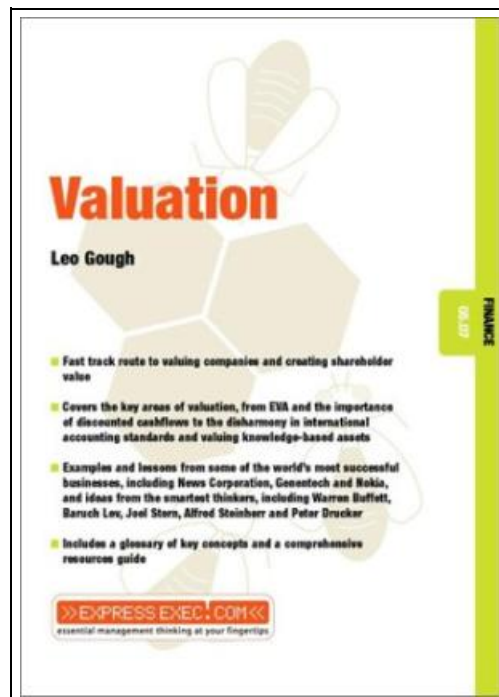 Valuation
Leo Gough
Fast track route to valuing companies and creating shareholder
value
Covers the key areas of valuation, from EVA and the importance
of discounted cashflows to the disharmony in international
accounting standards and valuing knowledge-based assets
Examples and lessons from some of the world's most successful
businesses, including News Corporation, Genentech and Nokia,
and ideas from the smartest thinkers, including Warren Buffett,
Baruch Lev, Joel Stern, Alfred Steinherr and Peter Drucker
Includes a glossary of key concepts and a comprehensive
resources guide
>>EXPRESS EXEC.COM<<
essential management thinking at your fingertips
FINANCE
05.07